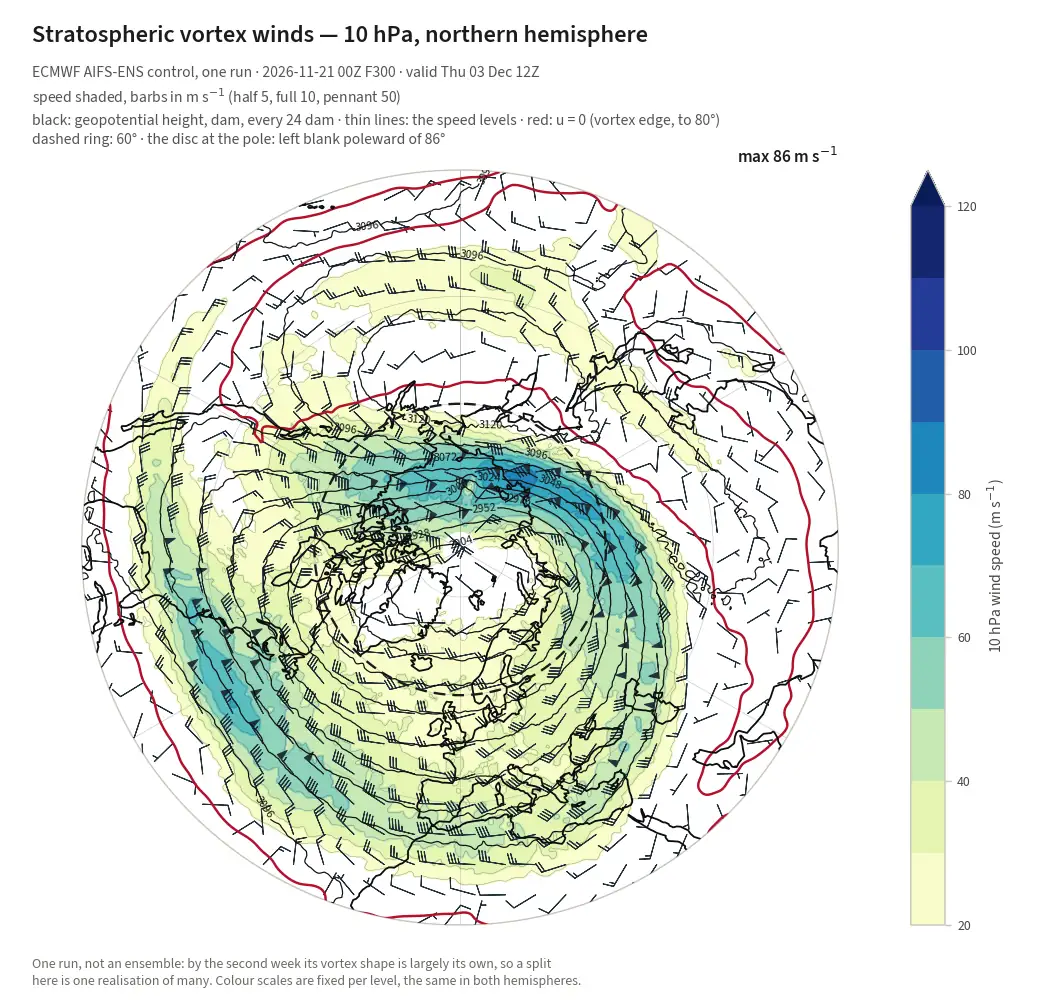 Stratospheric vortex winds — 10 hPa, northern hemisphere
ECMWF AIFS-ENS control, one run · 2026-11-21 00Z F300 · valid Thu 03 Dec 12Z
speed shaded, barbs in m s⁻¹ (half 5, full 10, pennant 50)
black: geopotential height, dam, every 24 dam · thin lines: the speed levels · red: u = 0 (vortex edge, to 80°)
dashed ring: 60° · the disc at the pole: left blank poleward of 86°
max 86 m s⁻¹
3096
3096
3096
3120
3120
3072
3096
3024
3048
2952
3096
120
100
80
60
40
20
10 hPa wind speed (m s⁻¹)
One run, not an ensemble: by the second week its vortex shape is largely its own, so a split
here is one realisation of many. Colour scales are fixed per level, the same in both hemispheres.